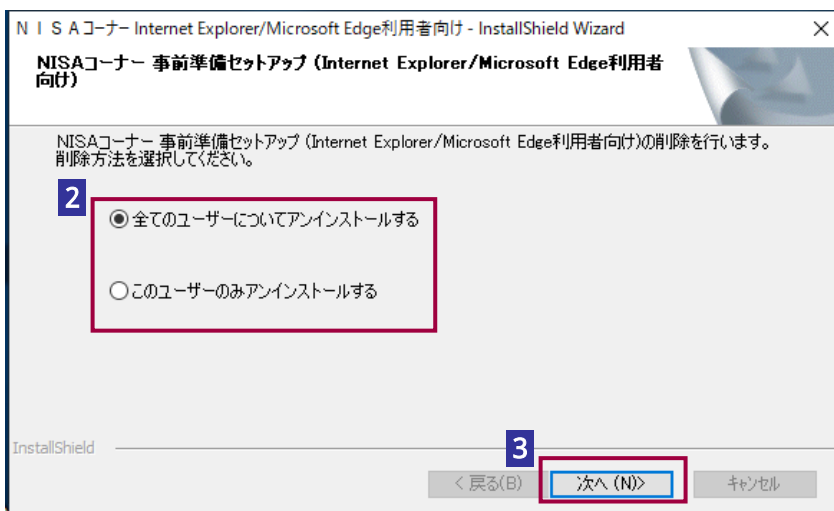 ＮＩＳＡコーナー Internet Explorer/Microsoft Edge利用者向け - InstallShield Wizard
NISAコーナー 事前準備セットアップ (Internet Explorer/Microsoft Edge利用者
向け)
NISAコーナー 事前準備セットアップ (Internet Explorer/Microsoft Edge利用者向け)の削除を行います。
削除方法を選択してください。
2
全てのユーザーについてアンインストールする
このユーザーのみアンインストールする
InstallShield
3
< 戻る(B)
次へ (N)>
キャンセル